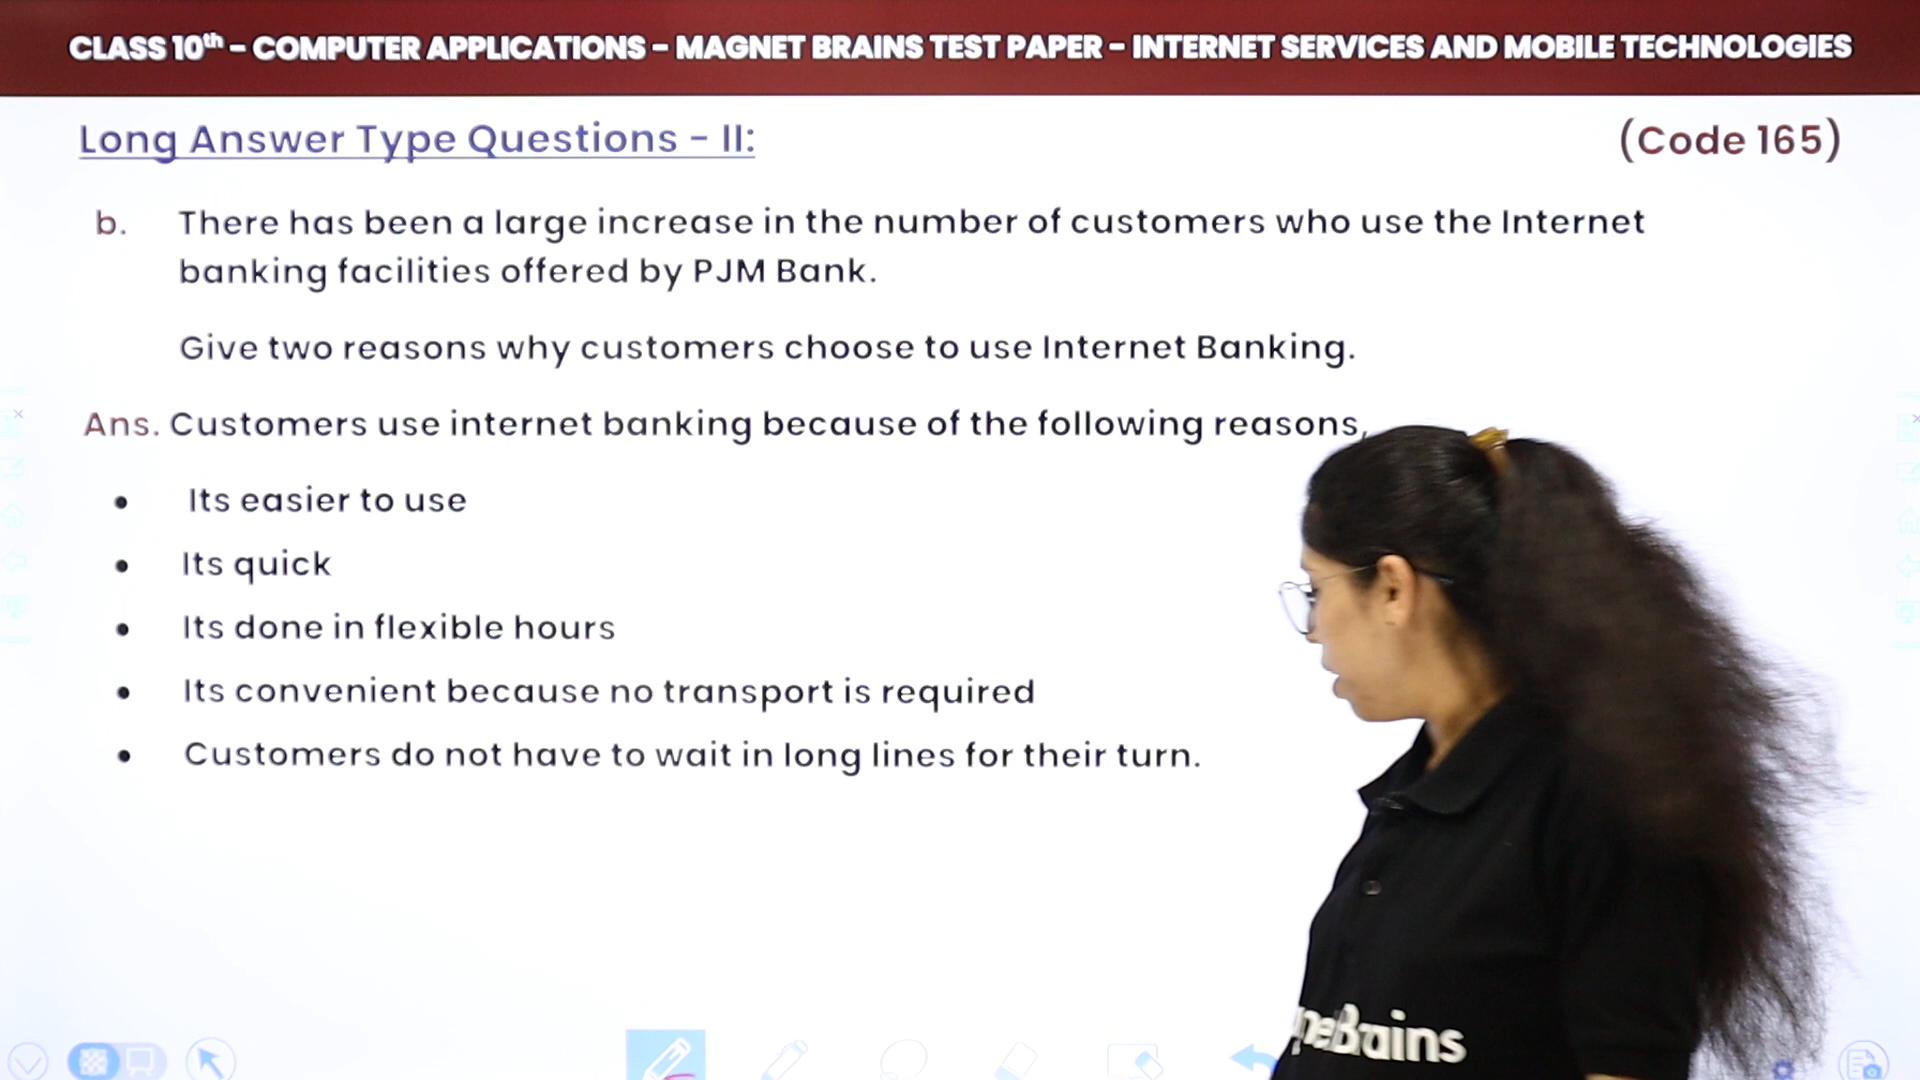 CLASS 10th – COMPUTER APPLICATIONS – MAGNET BRAINS TEST PAPER – INTERNET SERVICES AND MOBILE TECHNOLOGIES
Long Answer Type Questions – II:
(Code 165)
b. There has been a large increase in the number of customers who use the Internet
banking facilities offered by PJM Bank.
Give two reasons why customers choose to use Internet Banking.
Ans. Customers use internet banking because of the following reasons,
• Its easier to use
• Its quick
• Its done in flexible hours
• Its convenient because no transport is required
• Customers do not have to wait in long lines for their turn.
Brains